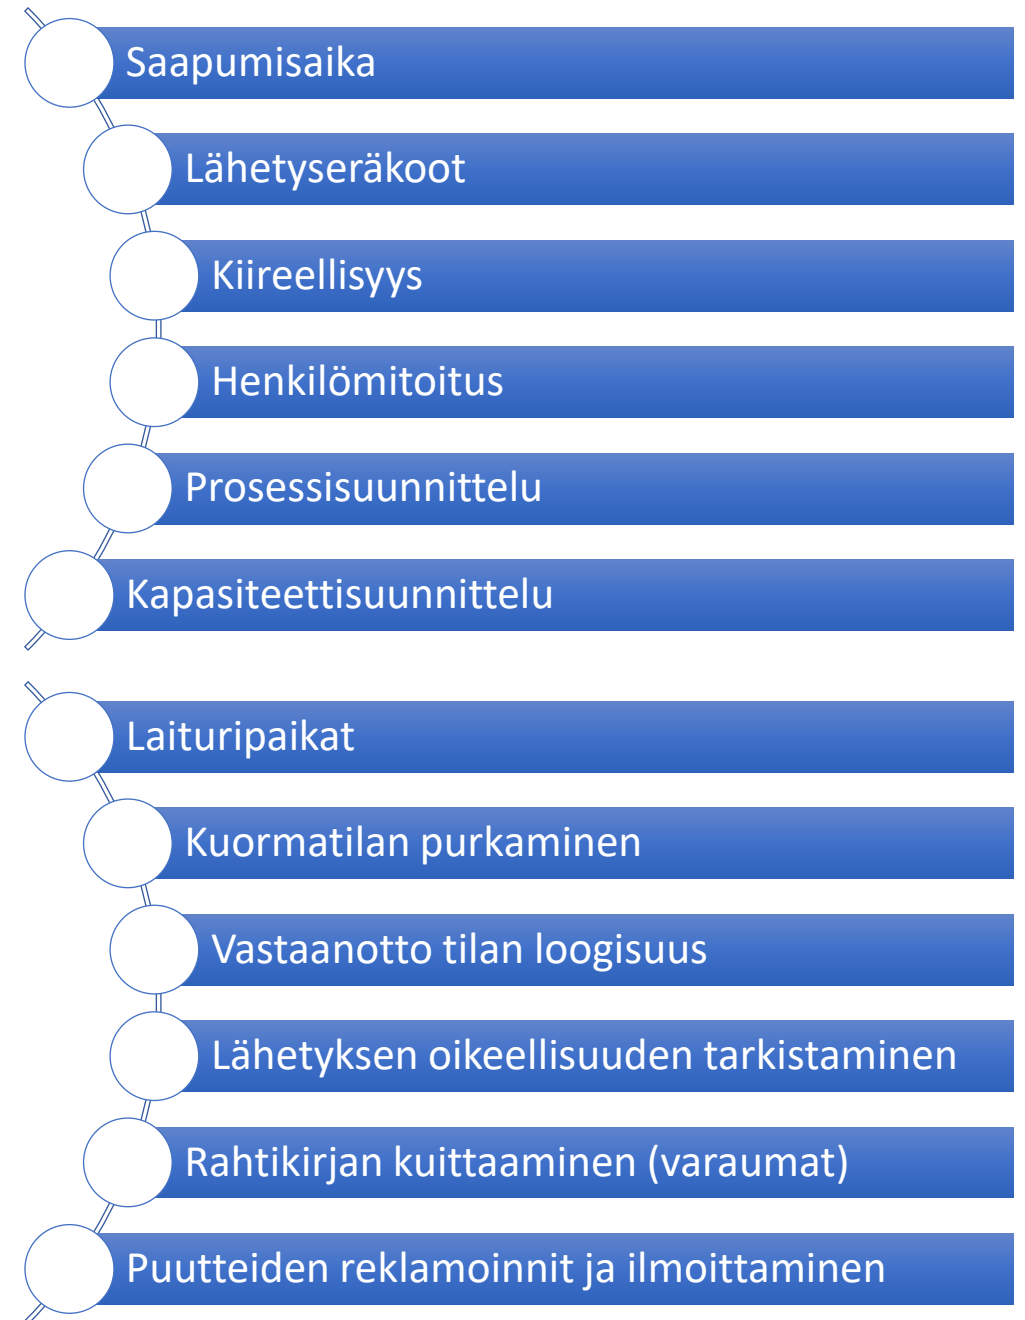 Saapumisaika
Lähetyseräkoot
Kiireellisyys
Henkilömitoitus
Prosessisuunnittelu
Kapasiteettisuunnittelu
Laituripaikat
Kuormatilan purkaminen
Vastaanotto tilan loogisuus
Lähetyksen oikeellisuuden tarkistaminen
Rahtikirjan kuittaaminen (varaumat)
Puutteiden reklamoinnit ja ilmoittaminen